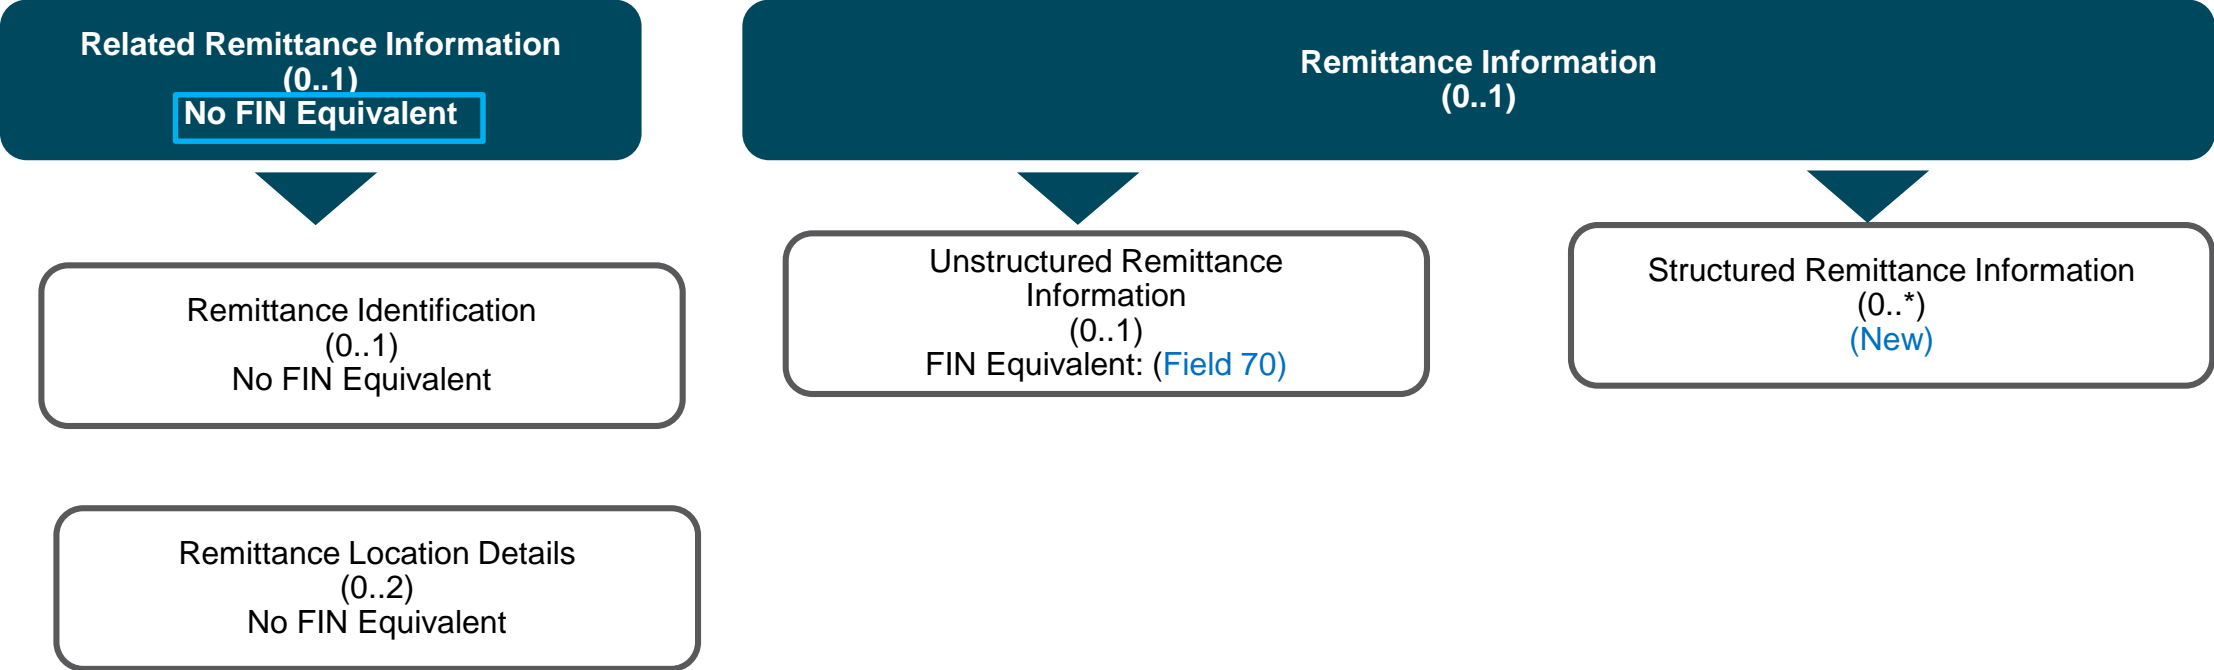 Related Remittance Information
(0..1)
No FIN Equivalent
Remittance Information
(0..1)
Remittance Identification
(0..1)
No FIN Equivalent
Unstructured Remittance
Information
(0..1)
FIN Equivalent: (Field 70)
Structured Remittance Information
(0..*)
(New)
Remittance Location Details
(0..2)
No FIN Equivalent